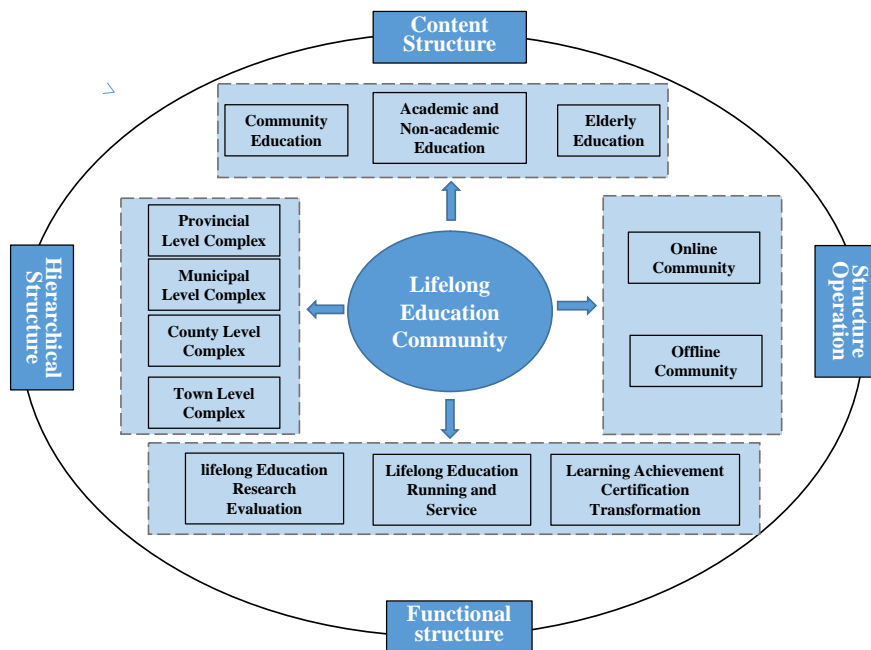 Content
Structure
Community
Education
Academic and
Non-academic
Education
Elderly
Education
Provincial
Level Complex
Municipal
Level Complex
County Level
Complex
Town Level
Complex
Hierarchical
Structure
Lifelong
Education
Community
Online
Community
Offline
Community
Structure
Operation
lifelong Education
Research
Evaluation
Lifelong Education
Running and
Service
Learning Achievement
Certification
Transformation
Functional
structure